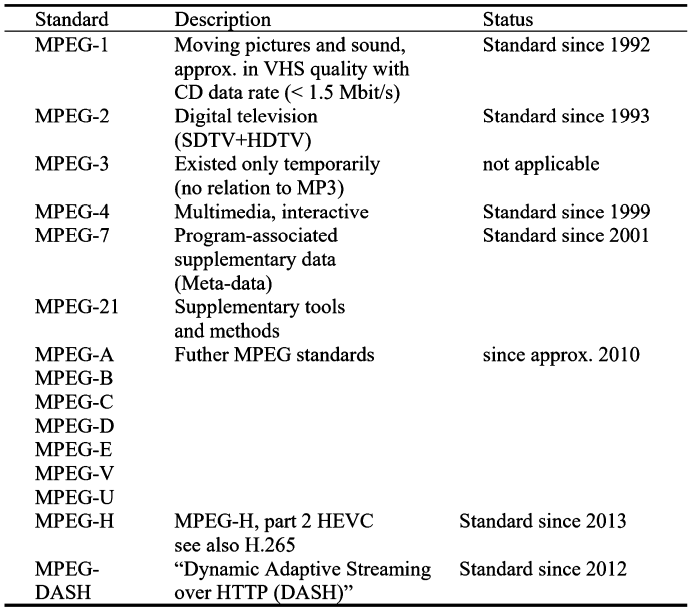 Standard Description Status
MPEG-1 Moving pictures and sound, Standard since 1992
approx. in VHS quality with
CD data rate (< 1.5 Mbit/s)
MPEG-2 Digital television Standard since 1993
(SDTV+HDTV)
MPEG-3 Existed only temporarily not applicable
(no relation to MP3)
MPEG-4 Multimedia, interactive Standard since 1999
MPEG-7 Program-associated Standard since 2001
supplementary data
(Meta-data)
MPEG-21 Supplementary tools
and methods
MPEG-A Futher MPEG standards since approx. 2010
MPEG-B
MPEG-C
MPEG-D
MPEG-E
MPEG-V
MPEG-U
MPEG-H MPEG-H, part 2 HEVC Standard since 2013
see also H.265
MPEG- “Dynamic Adaptive Streaming Standard since 2012
DASH over HTTP (DASH)”